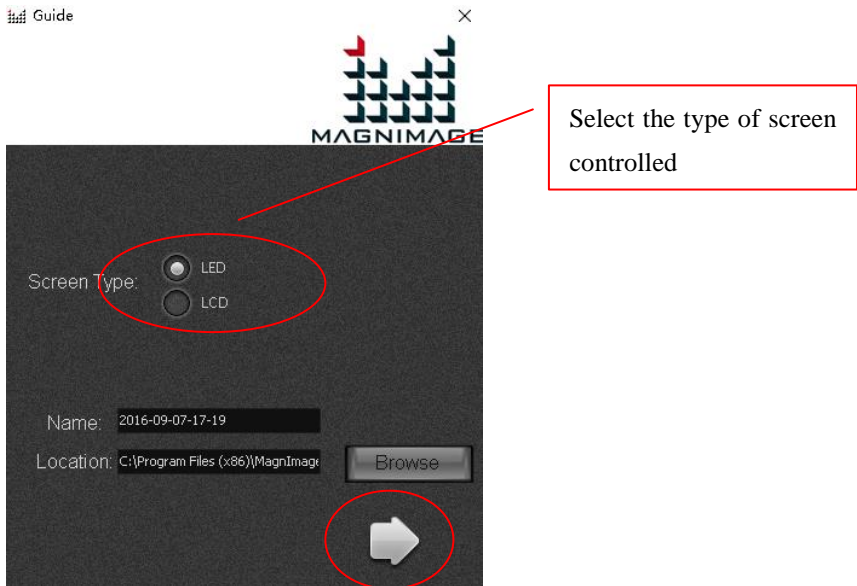 Guide
MAGNIMAGE
Select the type of screen
controlled
Screen Type:
LED
LCD
Name: 2016-09-07-17-19
Location: C:\Program Files (x86)\MagnImage
Browse